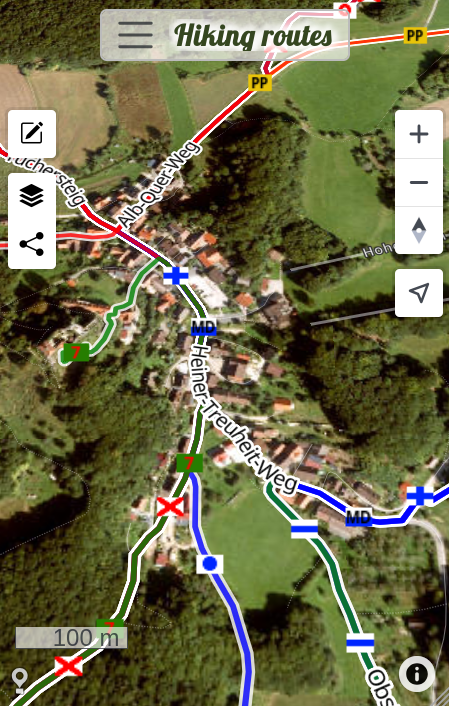 Hiking routes
PP
PP
Alb-Quer-Weg
MD
7
Heiner-Treuheit-Weg
7
MD
100 m